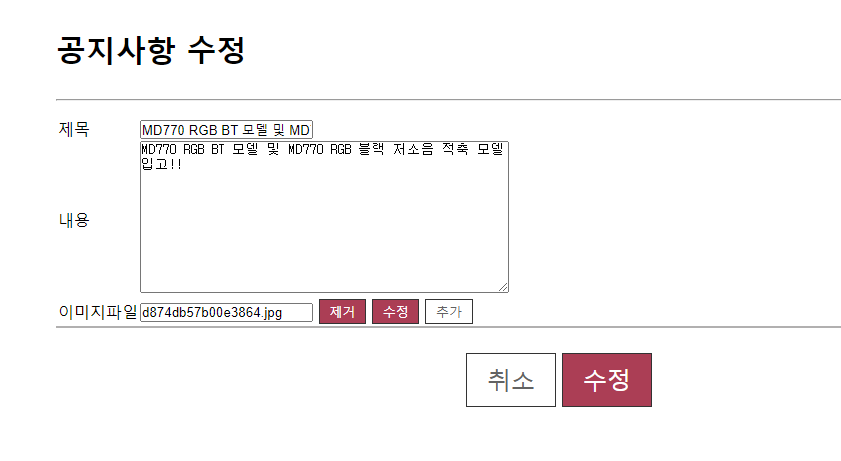 공지사항 수정
제목 MD770 RGB BT 모델 및 MD
MD770 RGB BT 모델 및 MD770 RGB 블랙 저소음 적축 모델
입고!!
내용
이미지파일 d874db57b00e3864.jpg 제거 수정 추가
취소 수정